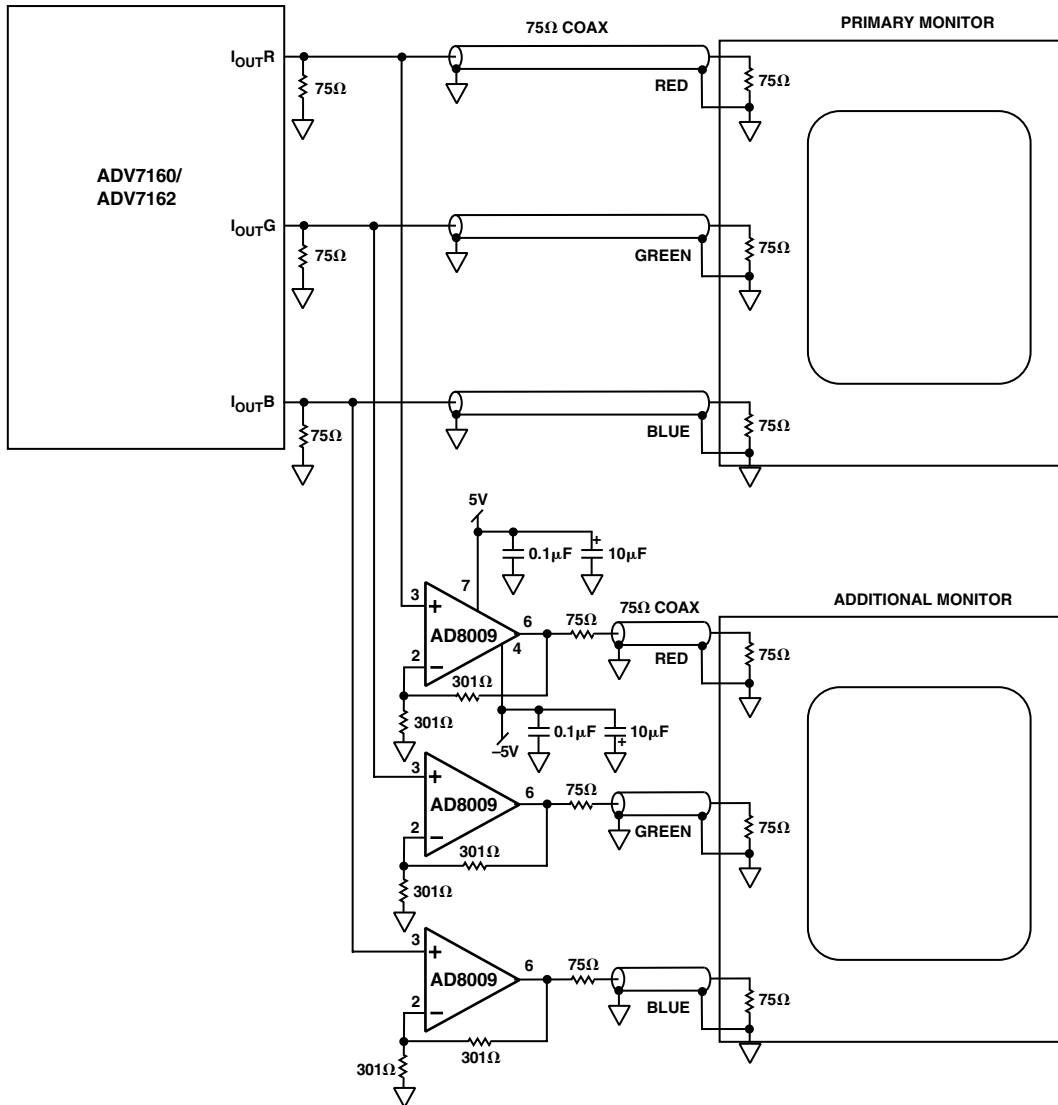 75Ω COAX
PRIMARY MONITOR
IOUTR
75Ω
RED
75Ω
ADV7160/
ADV7162
IOUTG
75Ω
GREEN
75Ω
IOUTB
75Ω
BLUE
75Ω
5V
0.1μF
+
10μF
7
3
+
AD8009
6
4
2
−
75Ω
75Ω COAX
ADDITIONAL MONITOR
RED
75Ω
301Ω
301Ω
−5V
0.1μF
10μF
+
3
+
AD8009
6
2
−
75Ω
GREEN
75Ω
301Ω
301Ω
3
+
AD8009
6
2
−
75Ω
BLUE
75Ω
301Ω
301Ω